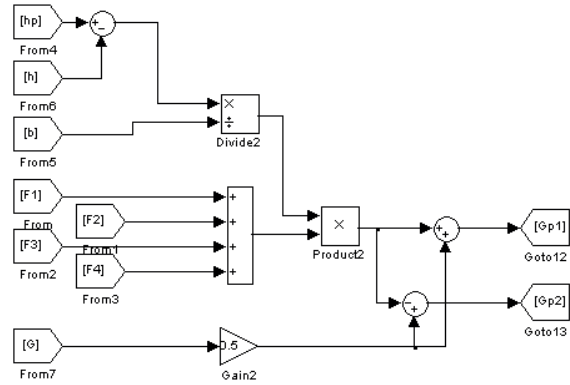 [hp]
+
−
From4
[h]
From6
×
÷
Divide2
[b]
From5
[F1]
From
[F2]
From1
[F3]
From2
[F4]
From3
+
+
+
+
×
Product2
+
+
[Gp1]
Goto12
−
+
[Gp2]
Goto13
[G]
From7
0.5
Gain2